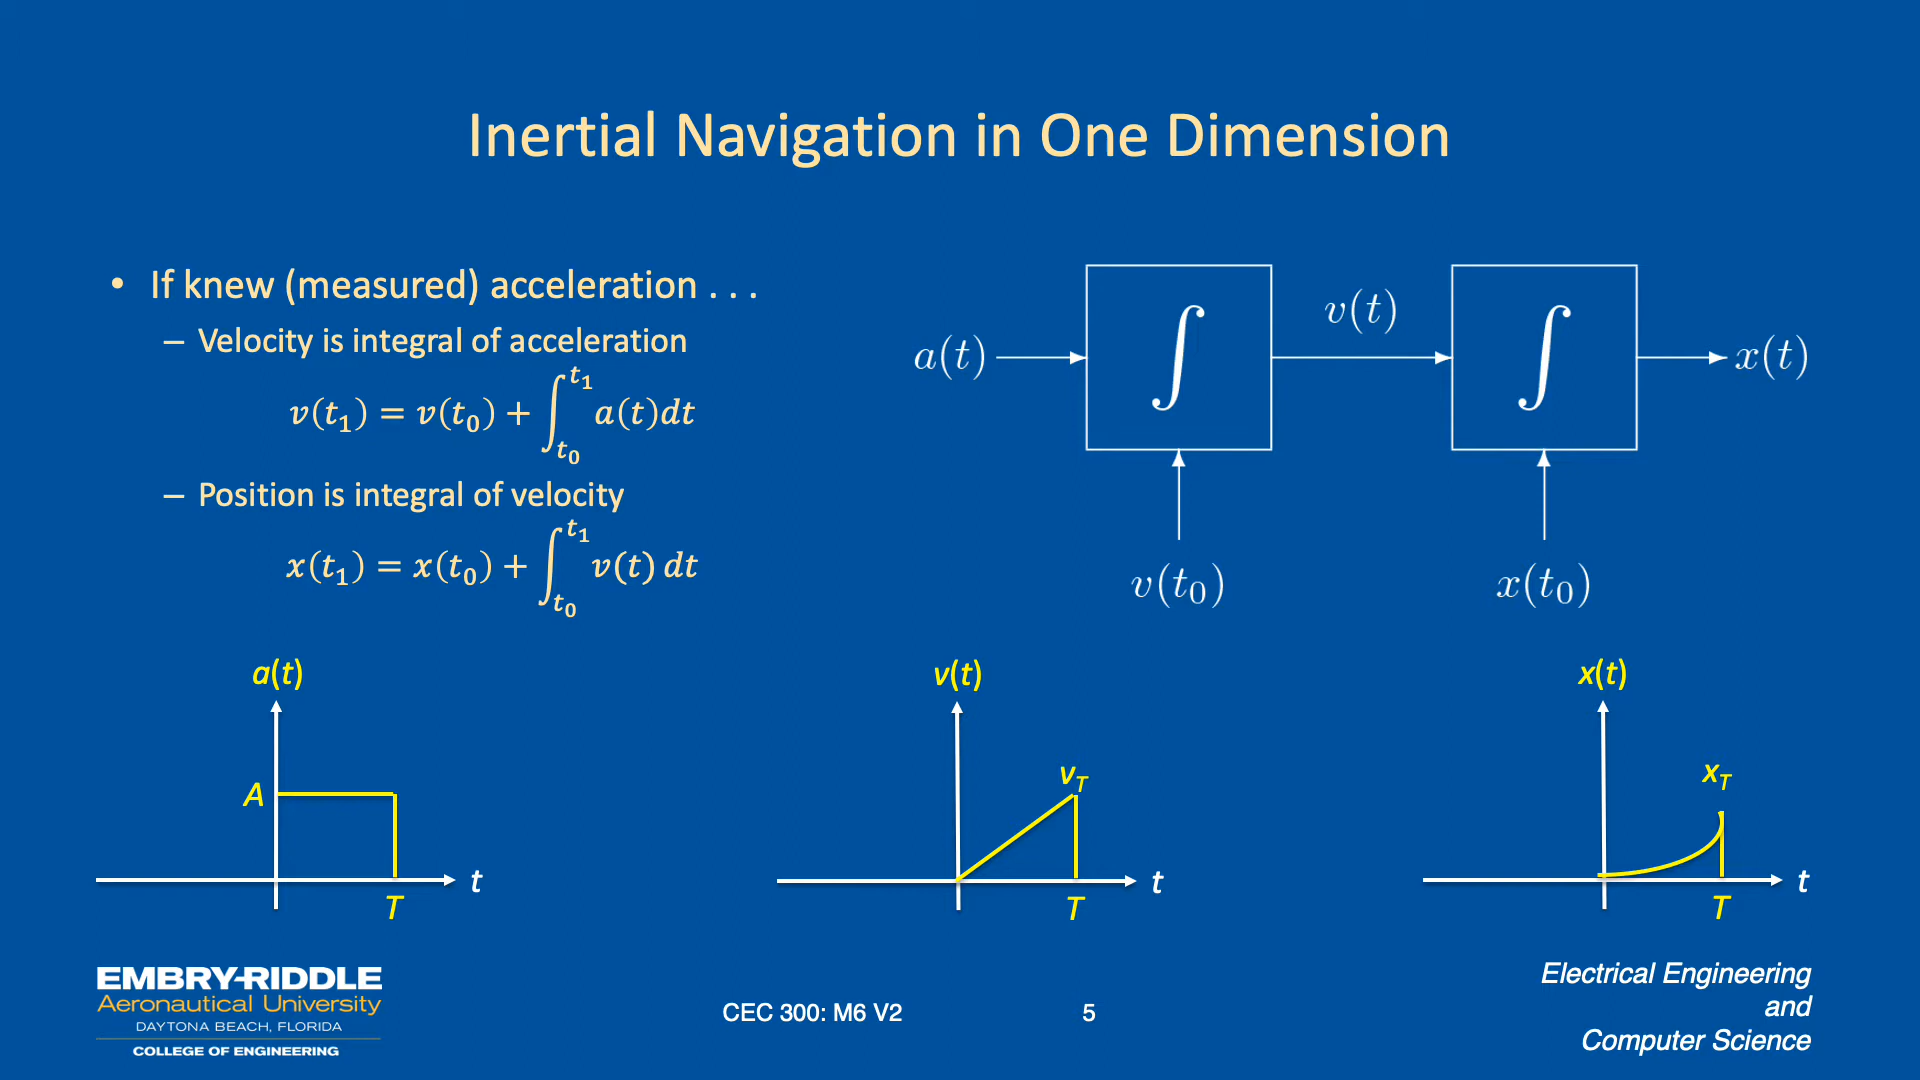 Inertial Navigation in One Dimension
• If knew (measured) acceleration . . .
– Velocity is integral of acceleration
v(t₁) = v(t₀) + ∫_{t₀}^{t₁} a(t)dt
– Position is integral of velocity
x(t₁) = x(t₀) + ∫_{t₀}^{t₁} v(t) dt
a(t) ∫ v(t) ∫ x(t)
v(t₀) x(t₀)
a(t)
A
t
T
v(t)
v_T
t
T
x(t)
x_T
t
T
EMBRY-RIDDLE
Aeronautical University
DAYTONA BEACH, FLORIDA
COLLEGE OF ENGINEERING
CEC 300: M6 V2
5
Electrical Engineering
and
Computer Science